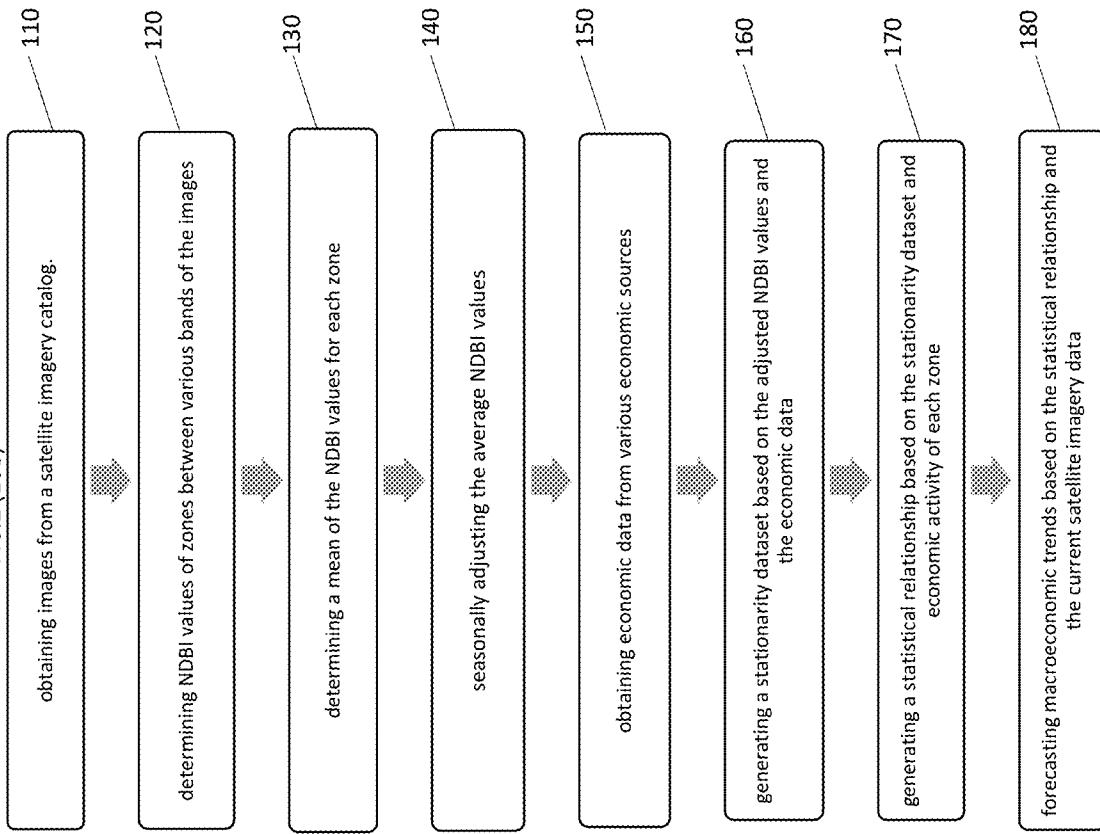 110
obtaining images from a satellite imagery catalog.
120
determining NDBI values of zones between various bands of the images
130
determining a mean of the NDBI values for each zone
140
seasonally adjusting the average NDBI values
150
obtaining economic data from various economic sources
160
generating a stationarity dataset based on the adjusted NDBI values and
the economic data
170
generating a statistical relationship based on the stationarity dataset and
economic activity of each zone
180
forecasting macroeconomic trends based on the statistical relationship and
the current satellite imagery data